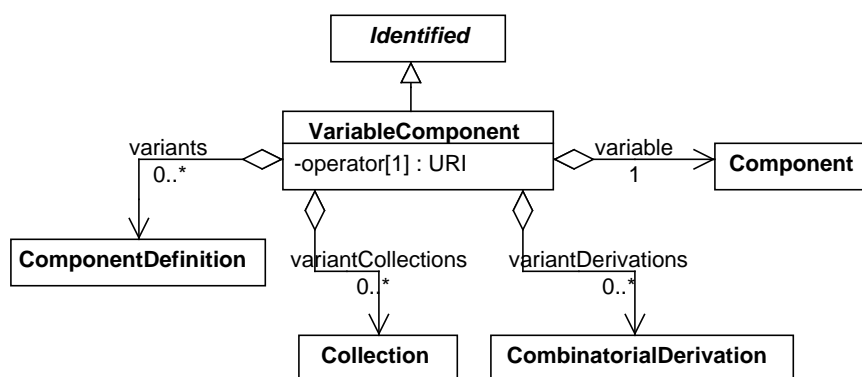 Identified
VariableComponent
variants
-operator[1] : URI
variable
0..*
1
Component
ComponentDefinition
variantCollections
variantDerivations
0..*
0..*
Collection
CombinatorialDerivation